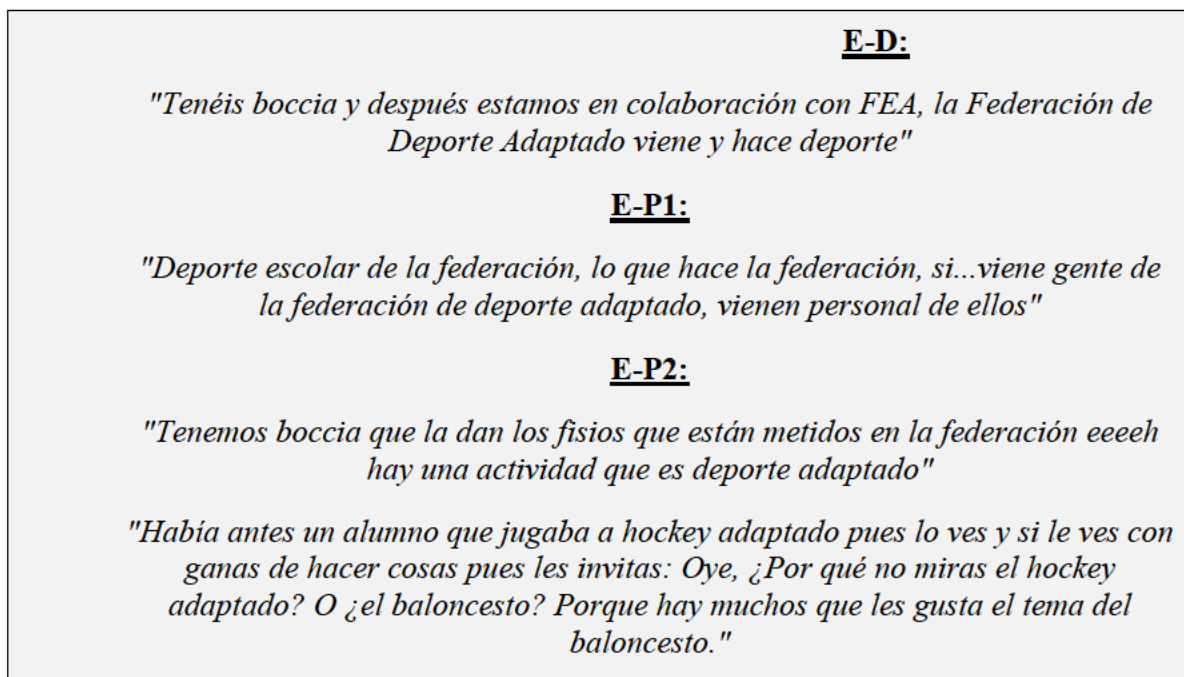 E-D:
"Tenéis boccia y después estamos en colaboración con FEA, la Federación de
Deporte Adaptado viene y hace deporte"
E-P1:
"Deporte escolar de la federación, lo que hace la federación, si...viene gente de
la federación de deporte adaptado, vienen personal de ellos"
E-P2:
"Tenemos boccia que la dan los fisios que están metidos en la federación eeeeh
hay una actividad que es deporte adaptado"
"Había antes un alumno que jugaba a hockey adaptado pues lo ves y si le ves con
ganas de hacer cosas pues les invitas: Oye, ¿Por qué no miras el hockey
adaptado? O ¿el baloncesto? Porque hay muchos que les gusta el tema del
baloncesto."